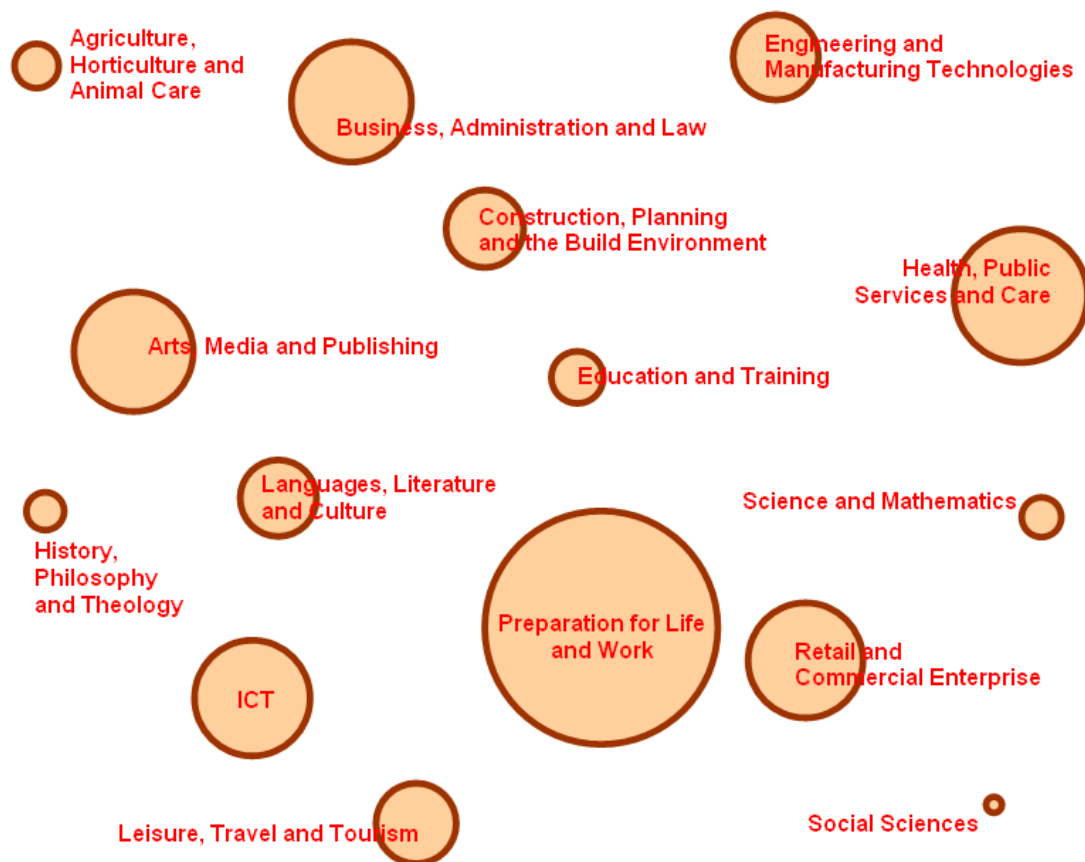 Agriculture,
Horticulture and
Animal Care
Engineering and
Manufacturing Technologies
Business, Administration and Law
Construction, Planning
and the Build Environment
Health, Public
Services and Care
Arts, Media and Publishing
Education and Training
Languages, Literature
and Culture
Science and Mathematics
History,
Philosophy
and Theology
Preparation for Life
and Work
Retail and
Commercial Enterprise
ICT
Leisure, Travel and Tourism
Social Sciences